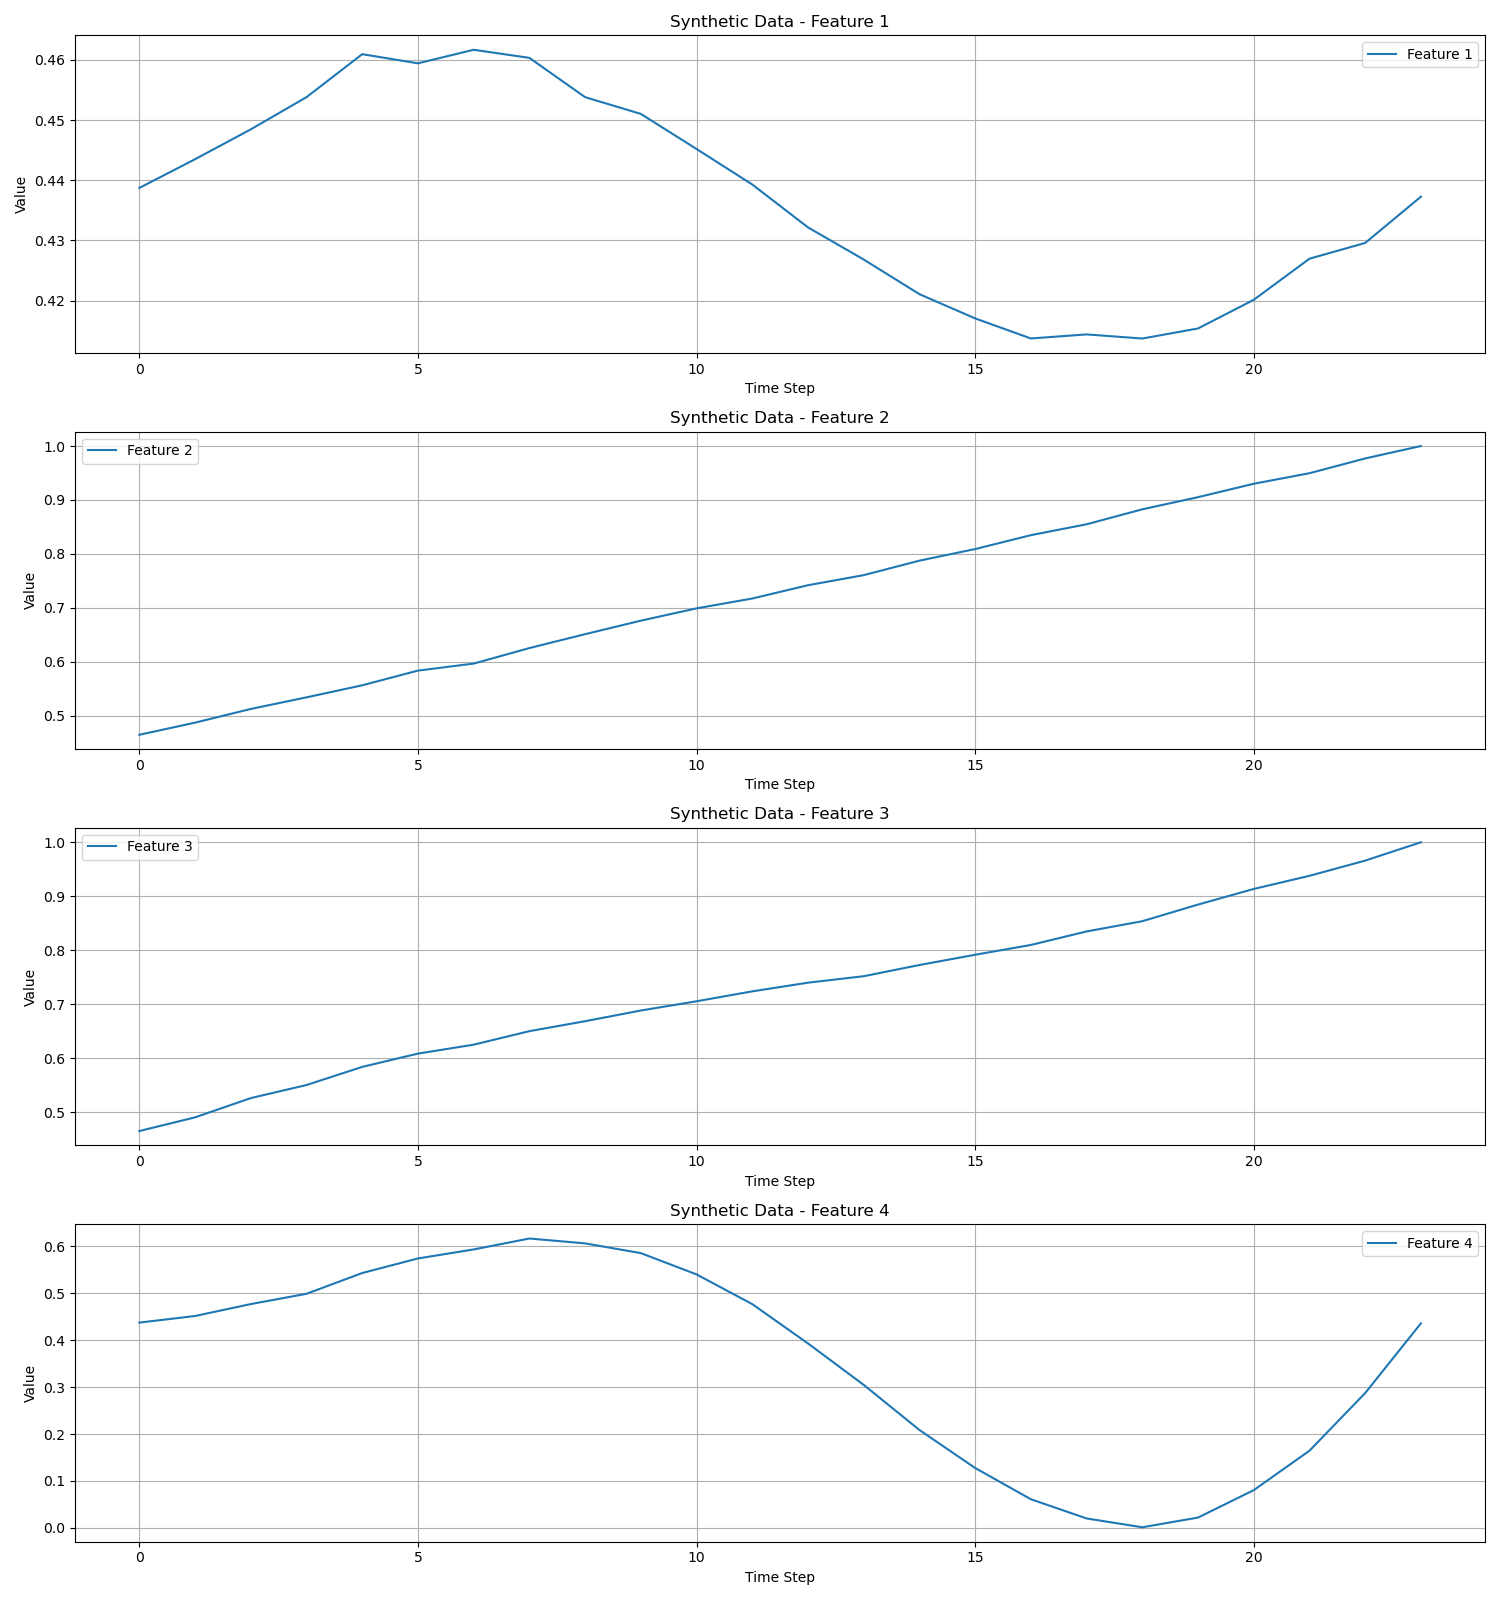 Synthetic Data - Feature 1
Feature 1
0.46
0.45
0.44
0.43
0.42
Value
0 5 10 15 20
Time Step
Synthetic Data - Feature 2
Feature 2
1.0
0.9
0.8
0.7
0.6
0.5
Value
0 5 10 15 20
Time Step
Synthetic Data - Feature 3
Feature 3
1.0
0.9
0.8
0.7
0.6
0.5
Value
0 5 10 15 20
Time Step
Synthetic Data - Feature 4
Feature 4
0.6
0.5
0.4
0.3
0.2
0.1
0.0
Value
0 5 10 15 20
Time Step